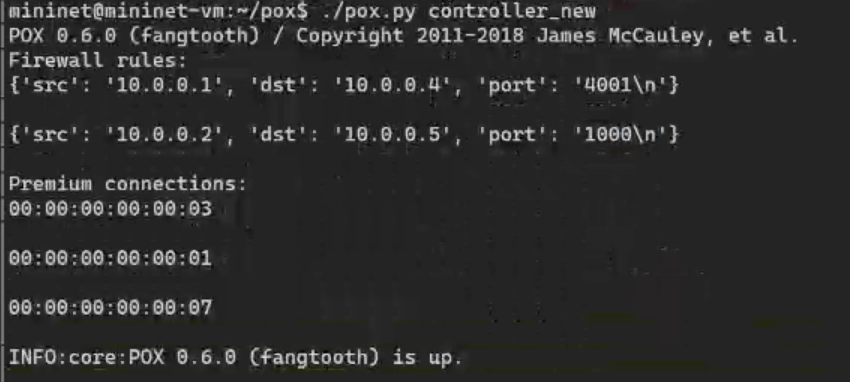 mininet@mininet-vm:~/pox$ ./pox.py controller_new
POX 0.6.0 (fangtooth) / Copyright 2011-2018 James McCauley, et al.
Firewall rules:
{'src': '10.0.0.1', 'dst': '10.0.0.4', 'port': '4001\n'}
{'src': '10.0.0.2', 'dst': '10.0.0.5', 'port': '1000\n'}
Premium connections:
00:00:00:00:00:03
00:00:00:00:00:01
00:00:00:00:00:07
INFO:core:POX 0.6.0 (fangtooth) is up.